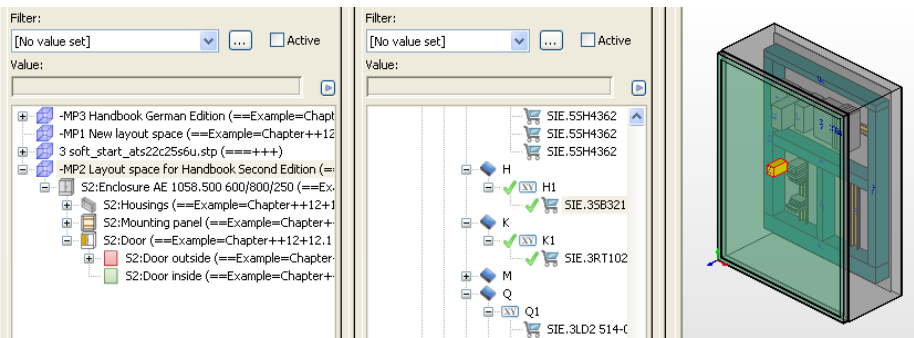 Filter:
[No value set]
...
Active
Value:
-MP3 Handbook German Edition (==Example=Chapt
-MP1 New layout space (==Example=Chapter++12
3 soft_start_ats22c25s6u.stp (===+++)
-MP2 Layout space for Handbook Second Edition (==
S2:Enclosure AE 1058.500 600/800/250 (==Ex
S2:Housings (==Example=Chapter++12+1
S2:Mounting panel (==Example=Chapter+
S2:Door (==Example=Chapter++12+12.1
S2:Door outside (==Example=Chapter
S2:Door inside (==Example=Chapter+
Filter:
[No value set]
...
Active
Value:
SIE.5SH4362
SIE.5SH4362
SIE.5SH4362
H
XY H1
SIE.3SB321
K
XY K1
SIE.3RT102
M
Q
XY Q1
SIE.3LD2 514-0